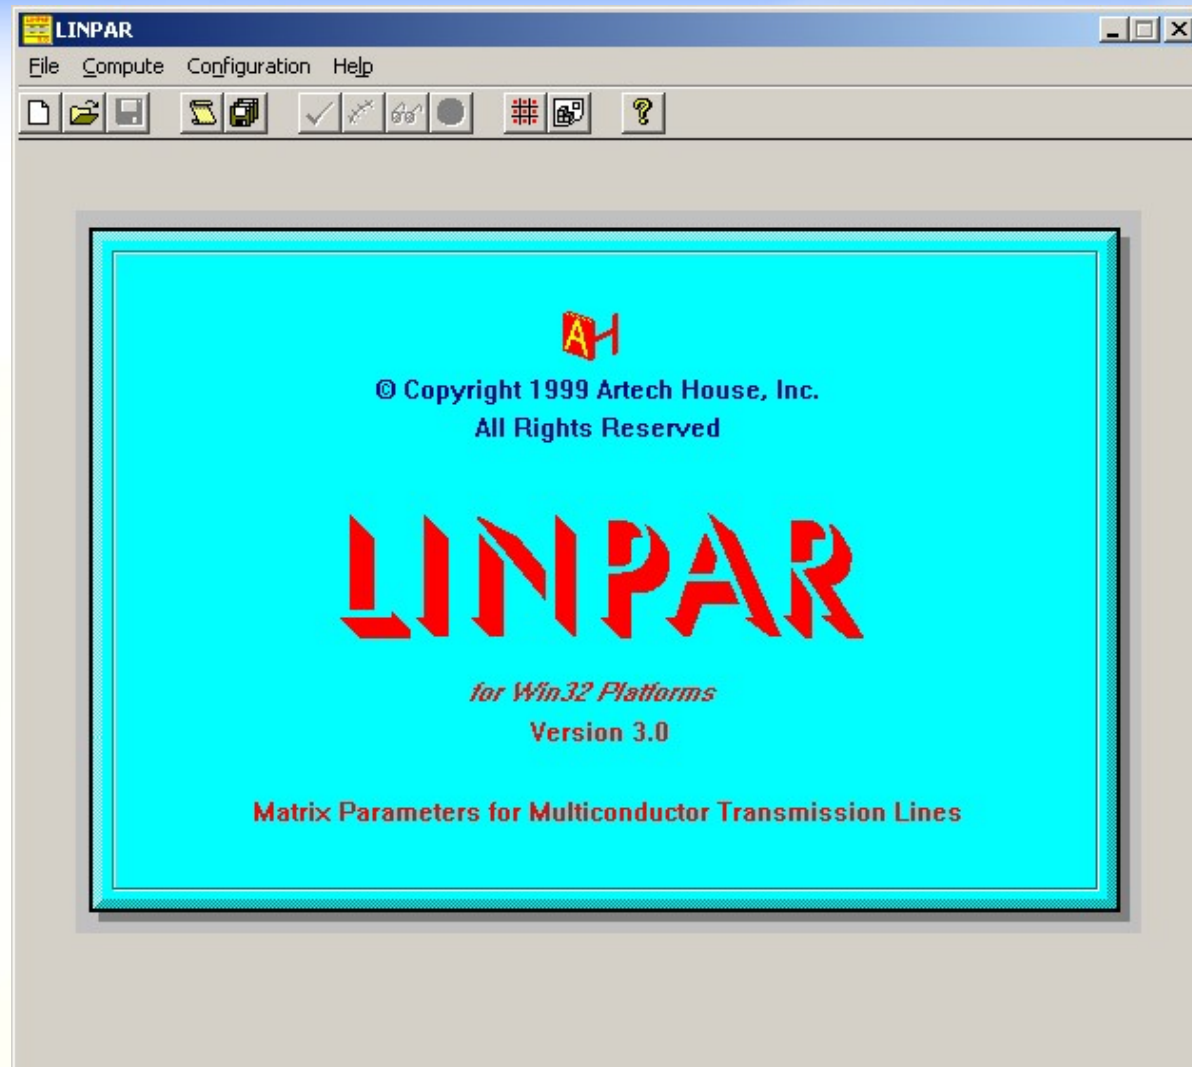 LINPAR
File Compute Configuration Help
AH
© Copyright 1999 Artech House, Inc.
All Rights Reserved
LINPAR
for Win32 Platforms
Version 3.0
Matrix Parameters for Multiconductor Transmission Lines